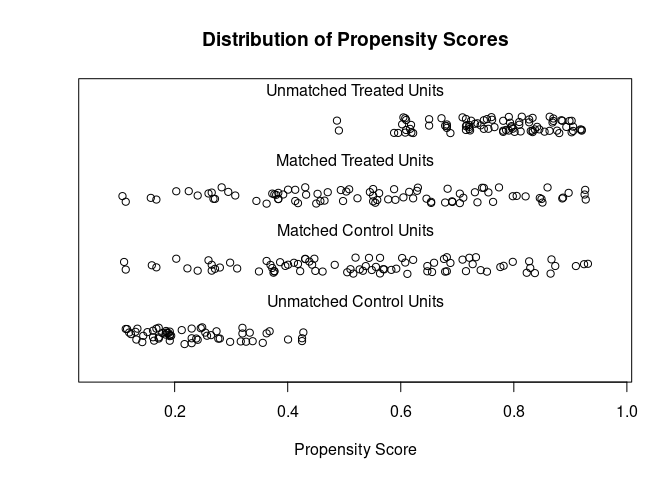 Distribution of Propensity Scores
Unmatched Treated Units
Matched Treated Units
Matched Control Units
Unmatched Control Units
0.2 0.4 0.6 0.8 1.0
Propensity Score